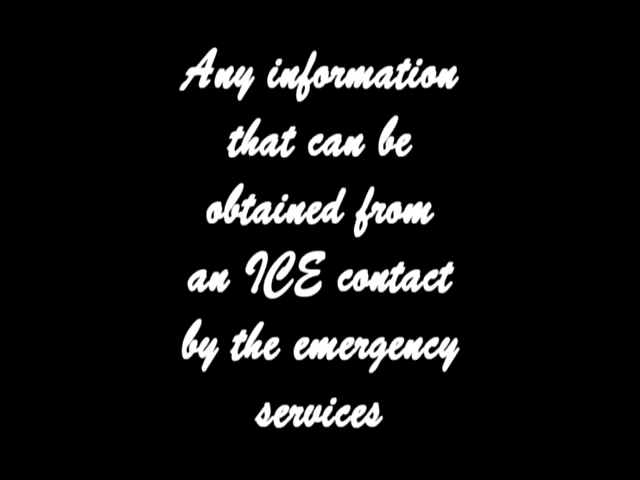 Any information
that can be
obtained from
an ICE contact
by the emergency
services